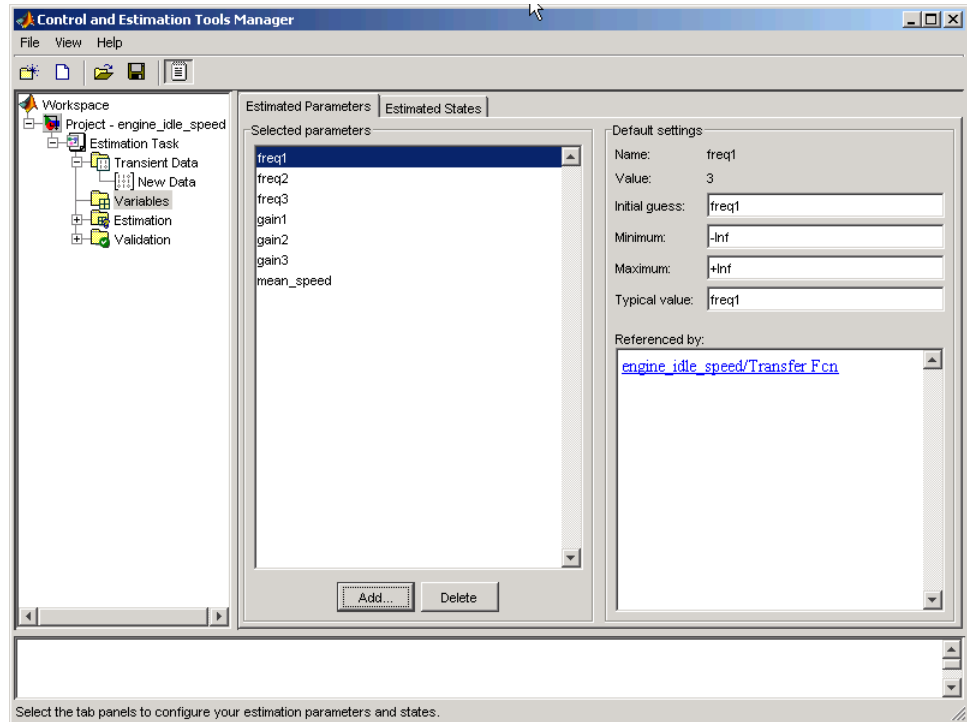 Control and Estimation Tools Manager
File View Help
Workspace
Project - engine_idle_speed
Estimation Task
Transient Data
New Data
Variables
Estimation
Validation
Estimated Parameters
Estimated States
Selected parameters
freq1
freq2
freq3
gain1
gain2
gain3
mean_speed
Add...
Delete
Default settings
Name: freq1
Value: 3
Initial guess: freq1
Minimum: -Inf
Maximum: +Inf
Typical value: freq1
Referenced by:
engine_idle_speed/Transfer Fcn
Select the tab panels to configure your estimation parameters and states.